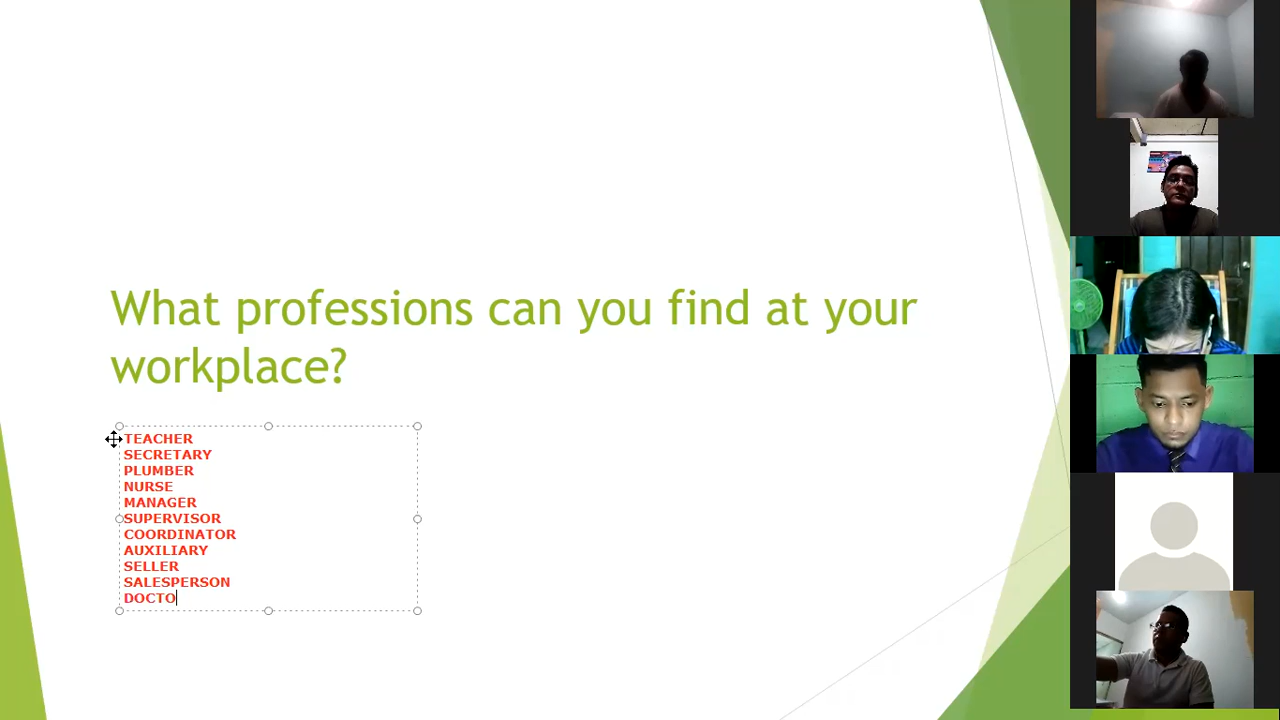 What professions can you find at your
workplace?
TEACHER
SECRETARY
PLUMBER
NURSE
MANAGER
SUPERVISOR
COORDINATOR
AUXILIARY
SELLER
SALESPERSON
DOCTO